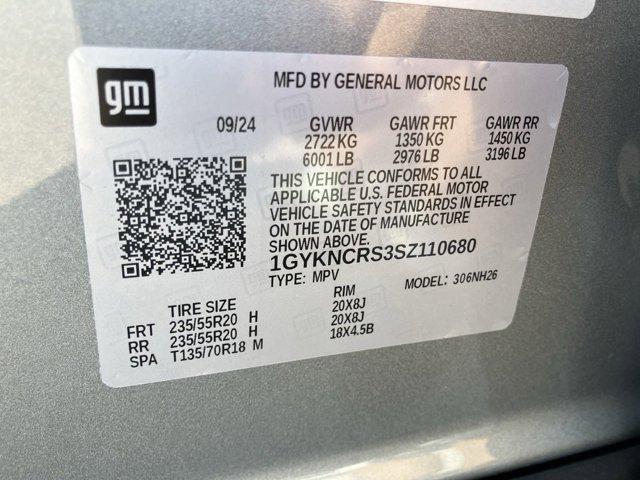 gm
MFD BY GENERAL MOTORS LLC
09/24 GVWR GAWR FRT GAWR RR
2722 KG 1350 KG 1450 KG
6001 LB 2976 LB 3196 LB
THIS VEHICLE CONFORMS TO ALL
APPLICABLE U.S. FEDERAL MOTOR
VEHICLE SAFETY STANDARDS IN EFFECT
ON THE DATE OF MANUFACTURE
SHOWN ABOVE.
1GYKNCRS3SZ110680
TYPE: MPV MODEL: 306NH26
TIRE SIZE RIM
FRT 235/55R20 H 20X8J
RR 235/55R20 H 20X8J
SPA T135/70R18 M 18X4.5B